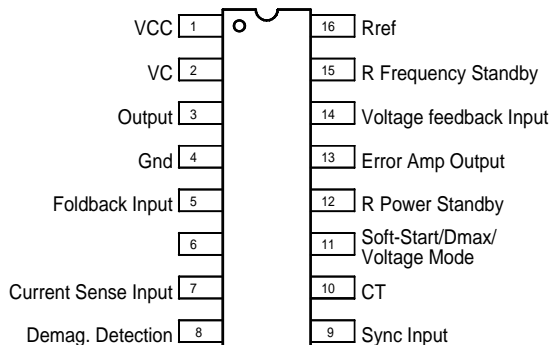 VCC 1 16 Rref
VC 2 15 R Frequency Standby
Output 3 14 Voltage feedback Input
Gnd 4 13 Error Amp Output
Foldback Input 5 12 R Power Standby
6 11 Soft-Start/Dmax/
Voltage Mode
Current Sense Input 7 10 CT
Demag. Detection 8 9 Sync Input